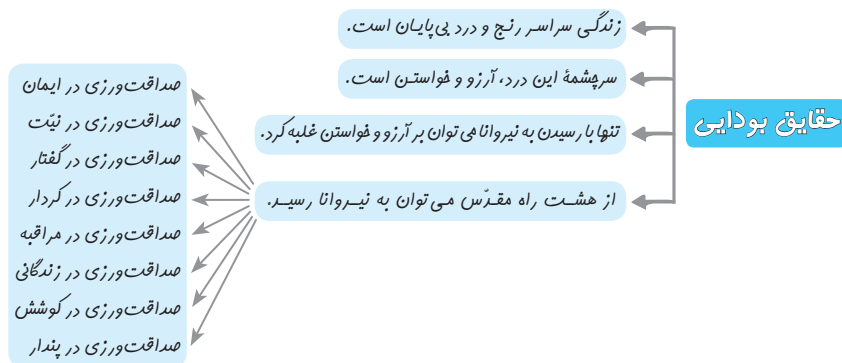 حقایق بودایی
زندگی سراسر رنج و درد بی‌پایان است.
سرچشمهٔ این درد، آرزو و خواستن است.
تنها با رسیدن به نیروانا می‌توان بر آرزو و خواستن غلبه کرد.
از هشت راه مقدّس می‌توان به نیروانا رسید.
صداقت‌ورزی در ایمان
صداقت‌ورزی در نیّت
صداقت‌ورزی در گفتار
صداقت‌ورزی در کردار
صداقت‌ورزی در مراقبه
صداقت‌ورزی در زندگانی
صداقت‌ورزی در کوشش
صداقت‌ورزی در پندار